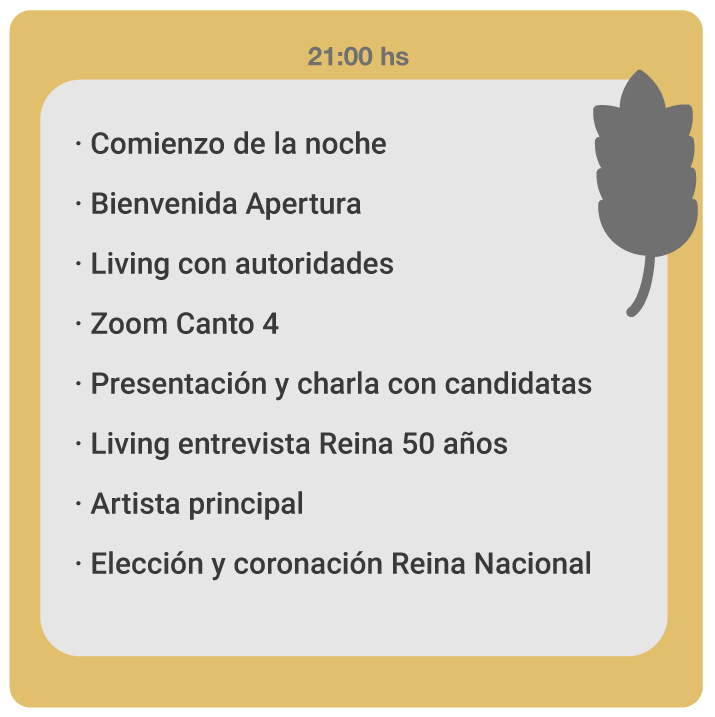 21:00 hs
· Comienzo de la noche
· Bienvenida Apertura
· Living con autoridades
· Zoom Canto 4
· Presentación y charla con candidatas
· Living entrevista Reina 50 años
· Artista principal
· Elección y coronación Reina Nacional